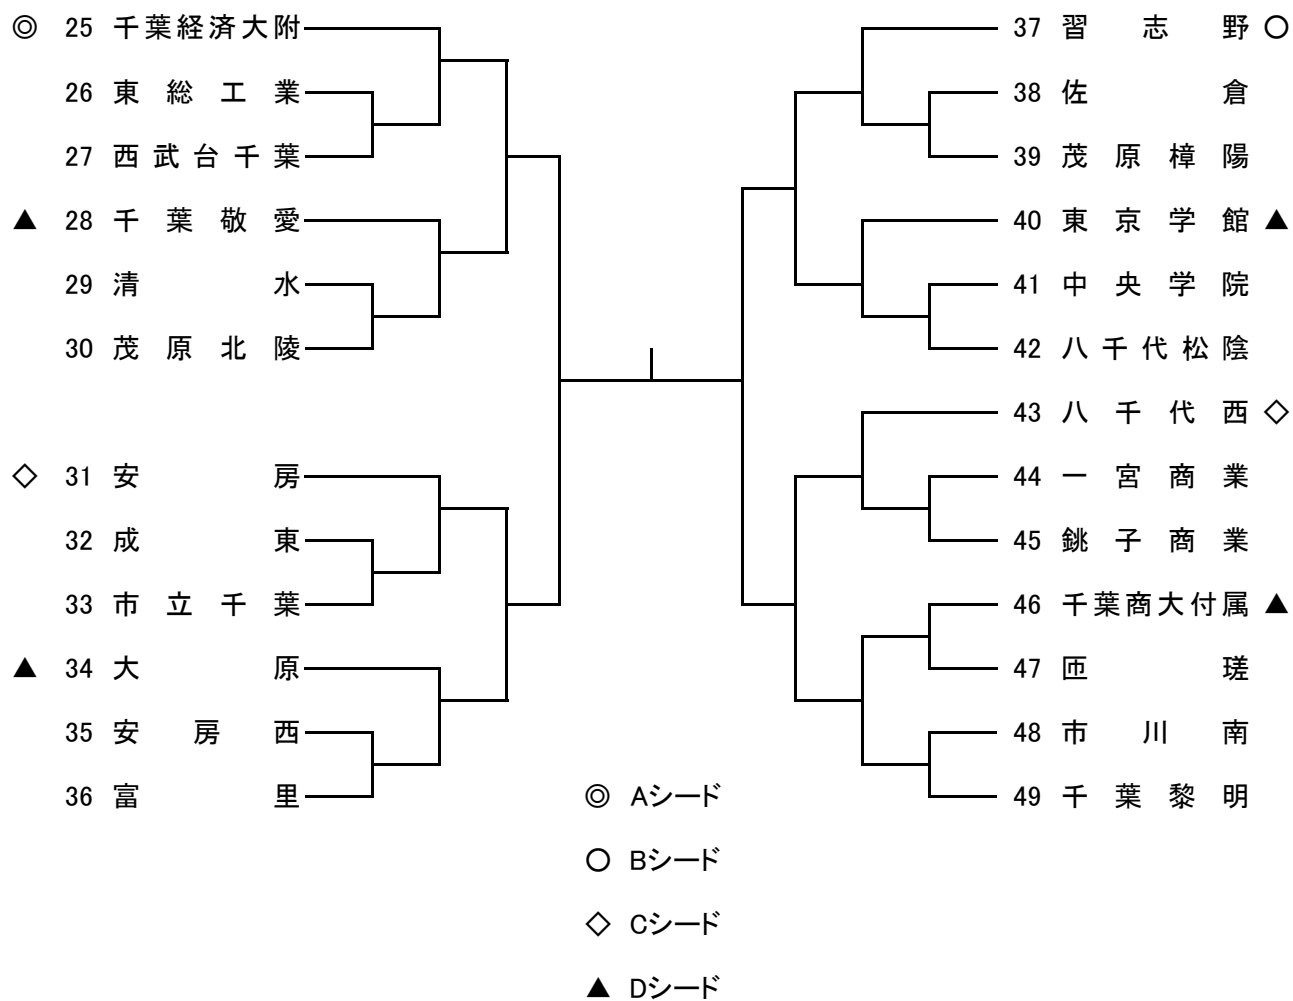 ◎ 25 千葉経済大附
26 東総工業
27 西武台千葉
▲ 28 千葉敬愛
29 清水
30 茂原北陵
◇ 31 安房
32 成東
33 市立千葉
▲ 34 大原
35 安房西
36 富里
37 習志野 ○
38 佐倉
39 茂原樟陽
40 東京学館 ▲
41 中央学院
42 八千代松陰
43 八千代西 ◇
44 一宮商業
45 銚子商業
46 千葉商大付属 ▲
47 匝瑳
48 市川南
49 千葉黎明
◎ Aシード
○ Bシード
◇ Cシード
▲ Dシード